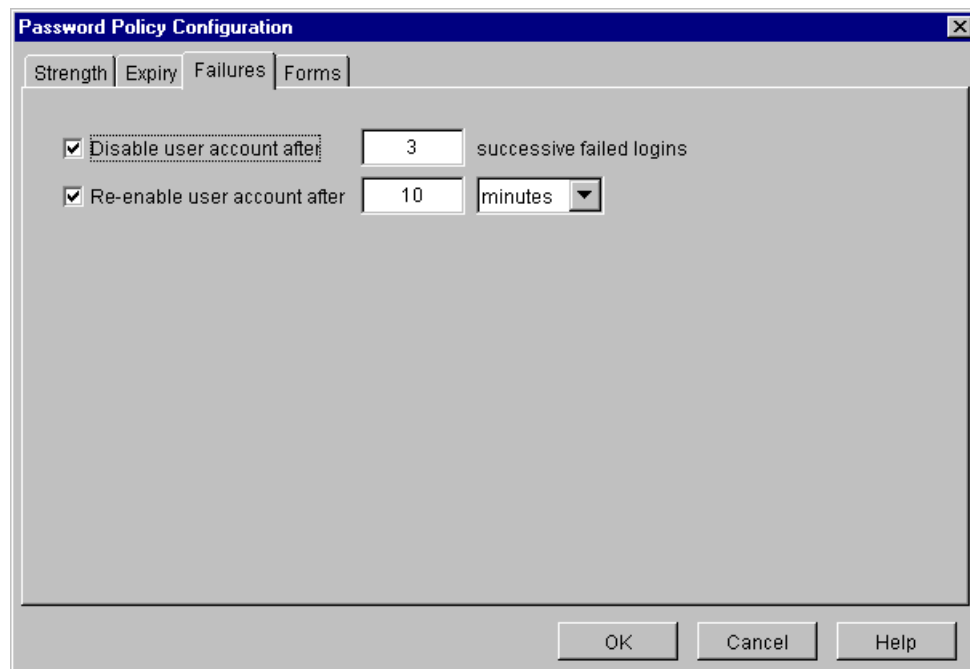 Password Policy Configuration
Strength Expiry Failures Forms
Disable user account after 3 successive failed logins
Re-enable user account after 10 minutes
OK Cancel Help